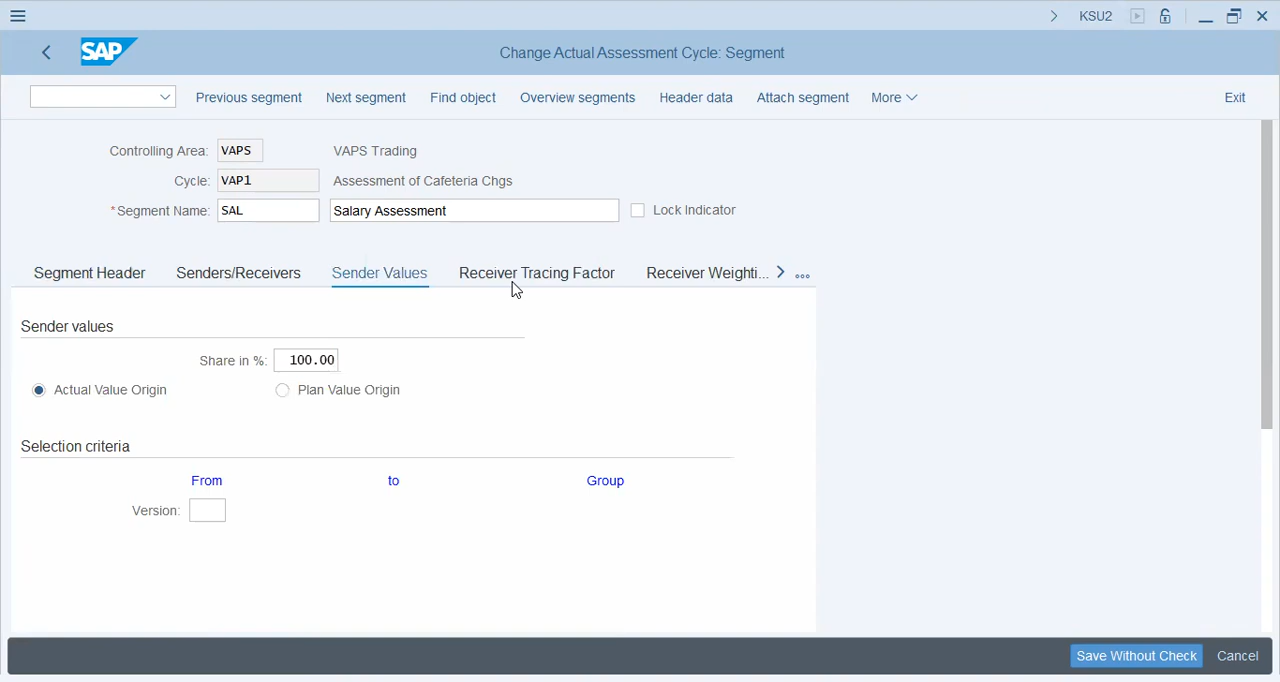 KSU2
SAP
Change Actual Assessment Cycle: Segment
Previous segment Next segment Find object Overview segments Header data Attach segment More Exit
Controlling Area: VAPS VAPS Trading
Cycle: VAP1 Assessment of Cafeteria Chgs
*Segment Name: SAL Salary Assessment Lock Indicator
Segment Header Senders/Receivers Sender Values Receiver Tracing Factor Receiver Weighti...
Sender values
Share in %: 100.00
Actual Value Origin Plan Value Origin
Selection criteria
From to Group
Version:
Save Without Check Cancel